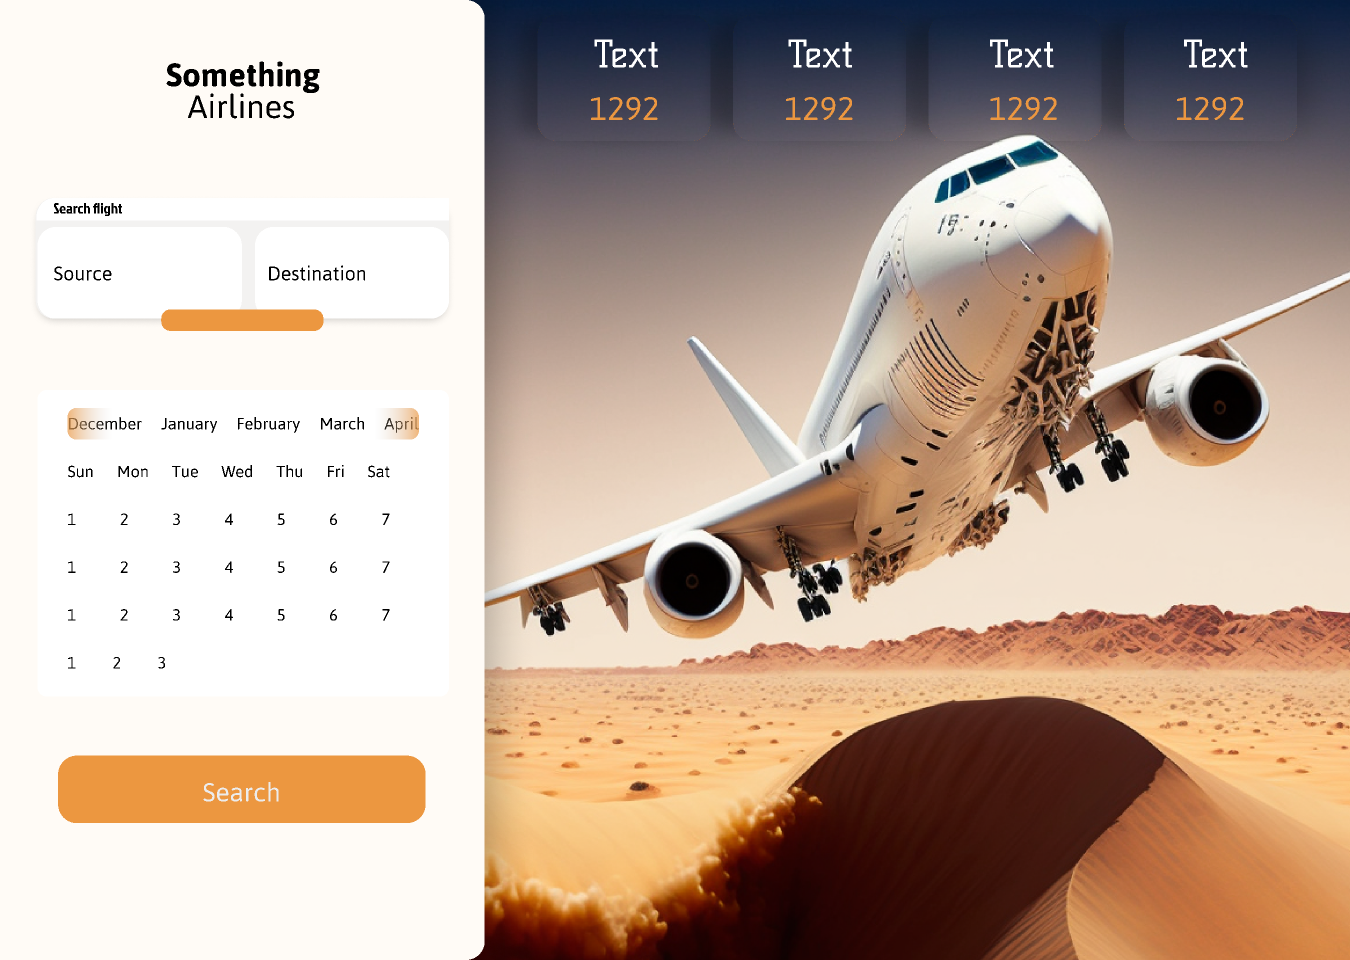 Something
Airlines
Search flight
Source Destination
December January February March April
Sun Mon Tue Wed Thu Fri Sat
1 2 3 4 5 6 7
1 2 3 4 5 6 7
1 2 3 4 5 6 7
1 2 3
Search
Text Text Text Text
1292 1292 1292 1292